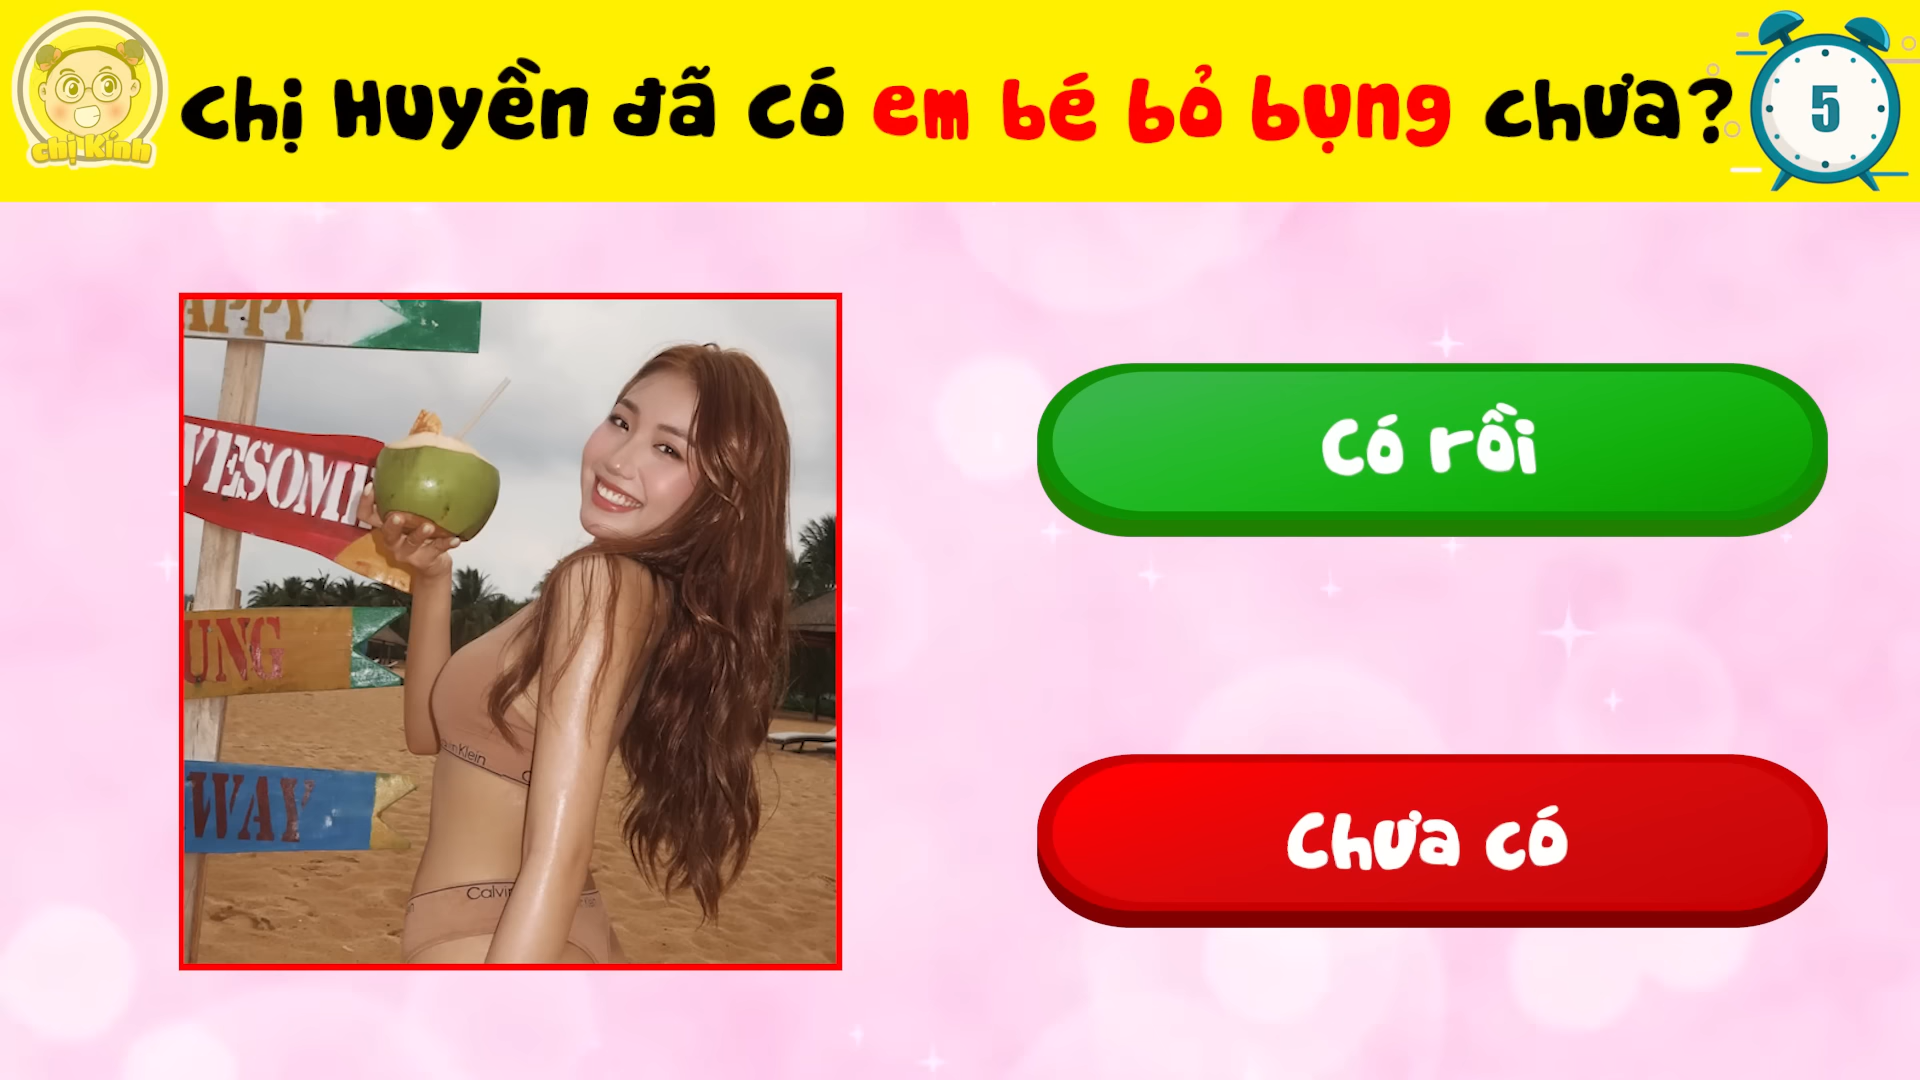 chị Kính
Chị Huyền đã có em bé bỏ bụng chưa?
5
APPY
WESOME
UNG
WAY
Calvin Klein
Calvin
Có rồi
Chưa có